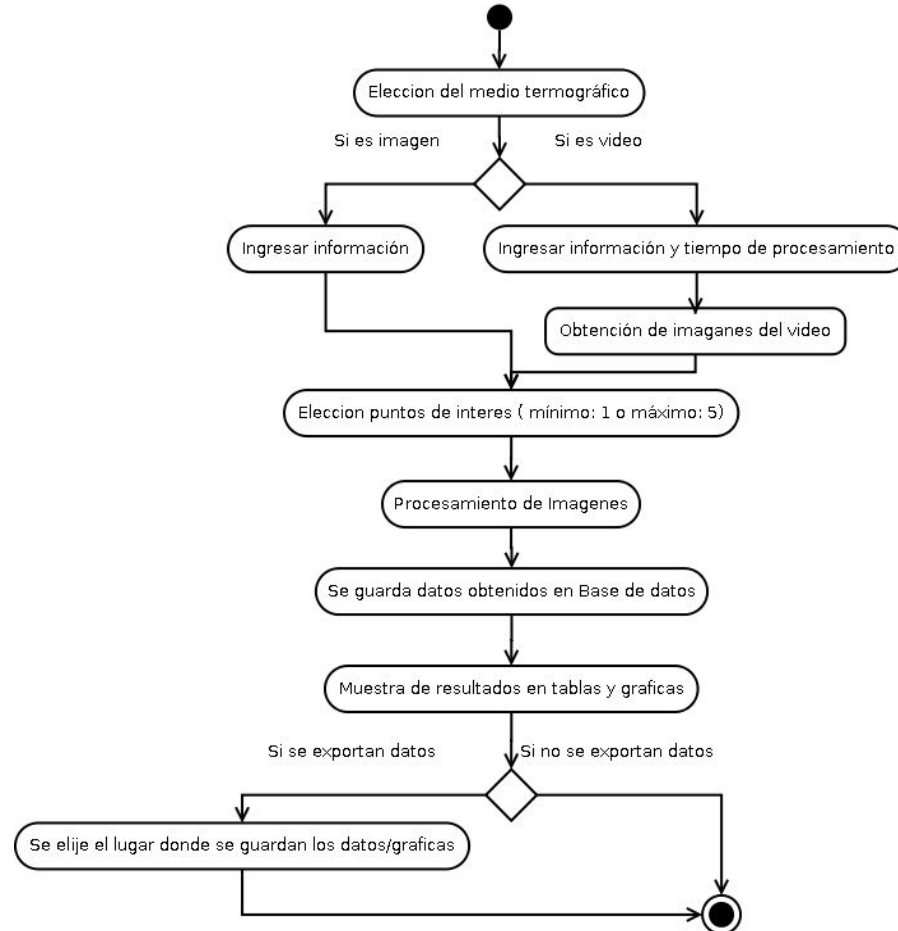 Eleccion del medio termográfico
Si es imagen
Si es video
Ingresar información
Ingresar información y tiempo de procesamiento
Obtención de imaganes del video
Eleccion puntos de interes ( mínimo: 1 o máximo: 5)
Procesamiento de Imagenes
Se guarda datos obtenidos en Base de datos
Muestra de resultados en tablas y graficas
Si se exportan datos
Si no se exportan datos
Se elije el lugar donde se guardan los datos/graficas